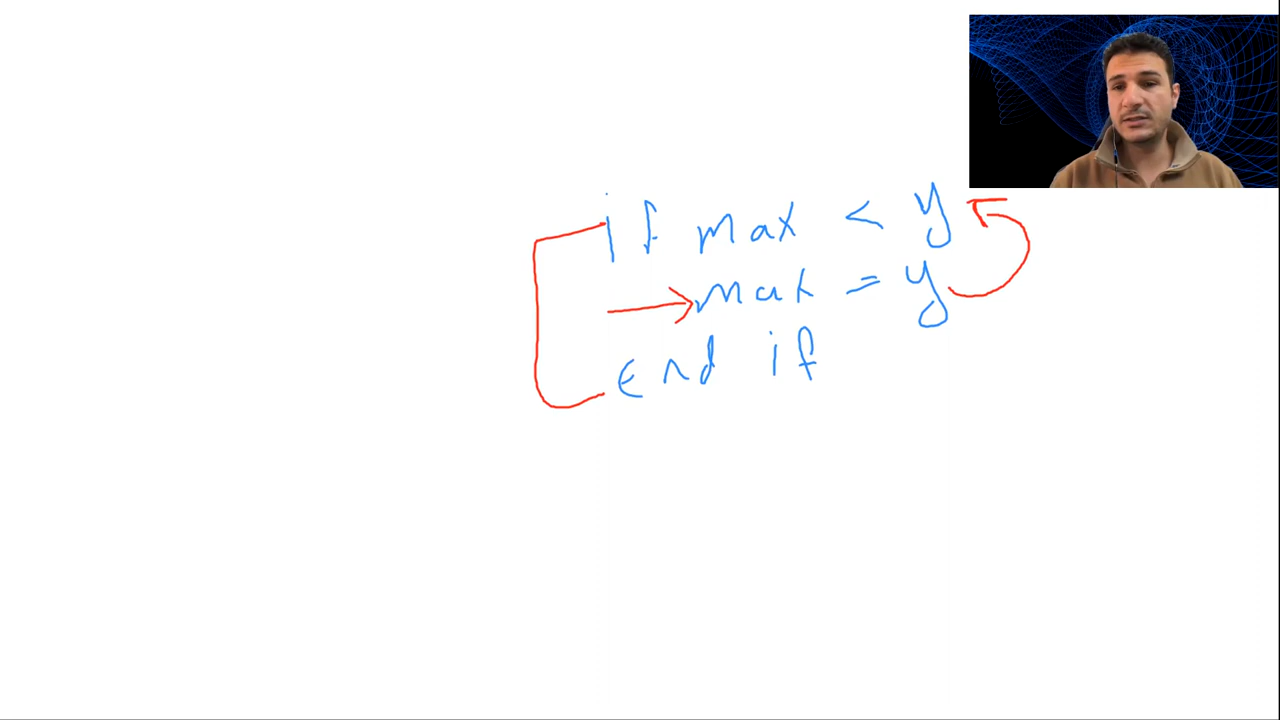 if max < y
max = y
end if